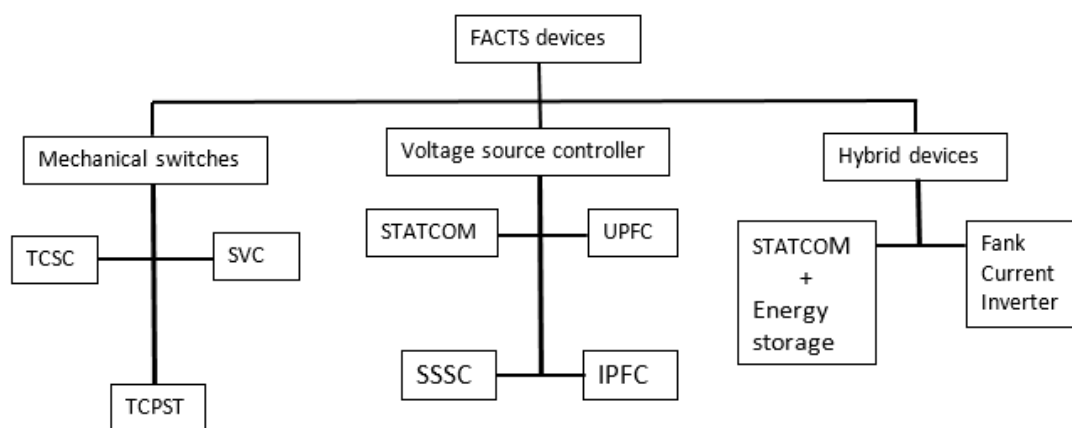 FACTS devices
Mechanical switches
Voltage source controller
Hybrid devices
TCSC
SVC
TCPST
STATCOM
UPFC
SSSC
IPFC
STATCOM
+
Energy
storage
Fank
Current
Inverter